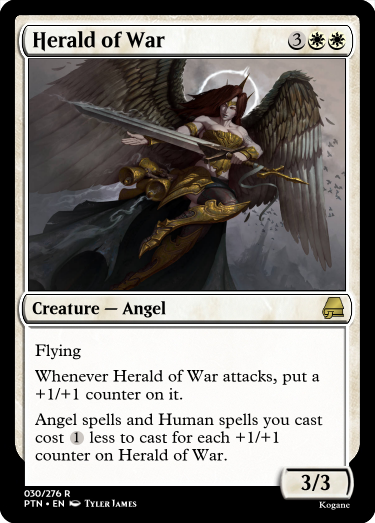 Herald of War 3
Creature — Angel
Flying
Whenever Herald of War attacks, put a
+1/+1 counter on it.
Angel spells and Human spells you cast
cost 1 less to cast for each +1/+1
counter on Herald of War.
3/3
030/276 R
PTN • EN Tyler James
Kogane